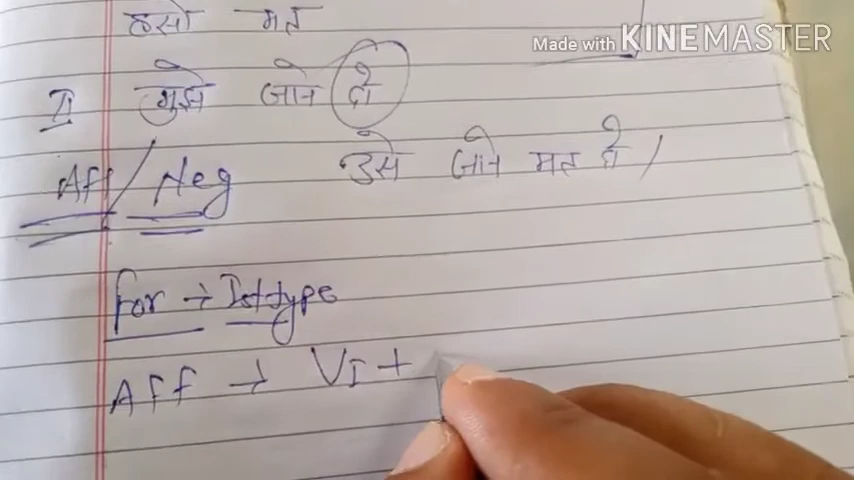 हसो मत
Made with KINEMASTER
II मुझे जाने दो
Aff / Neg उसे जाने मत दो /
For → Ist type
Aff → VI +